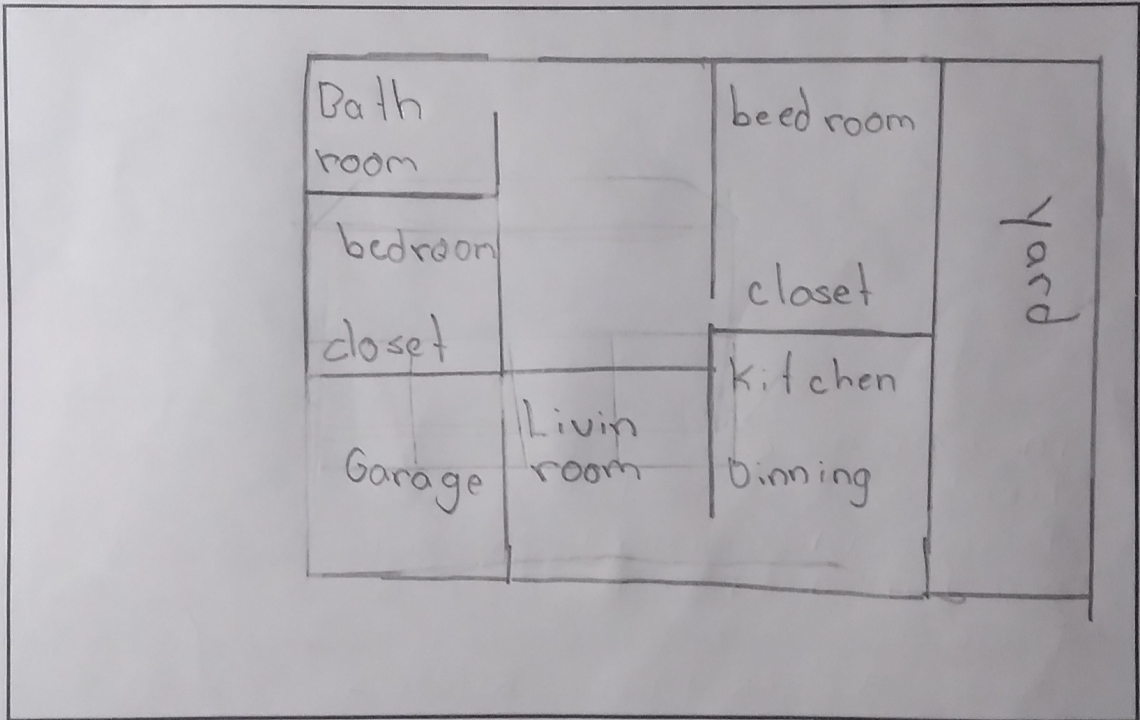 Bath
room
bedroon
closet
Garage
Livin
room
beed room
closet
Kitchen
Dinning
Yard